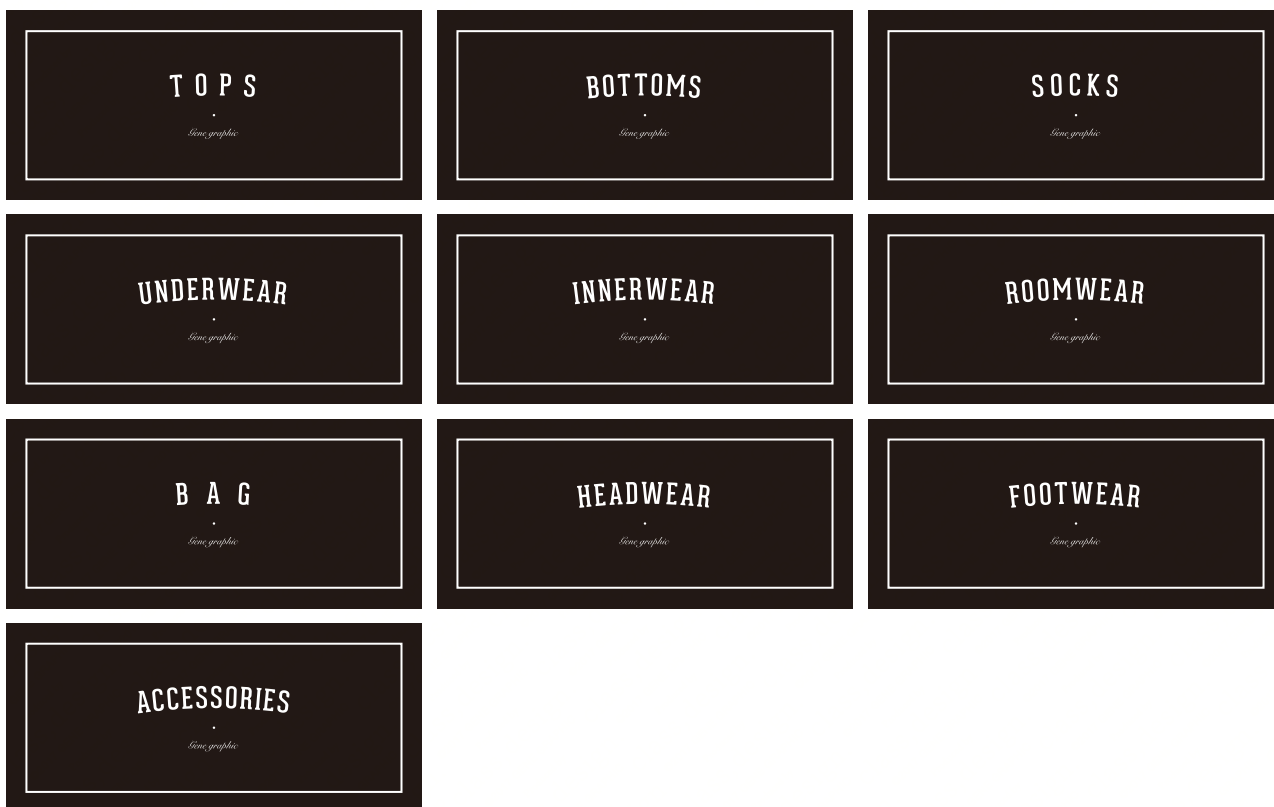 TOPS
Gene graphic
BOTTOMS
Gene graphic
SOCKS
Gene graphic
UNDERWEAR
Gene graphic
INNERWEAR
Gene graphic
ROOMWEAR
Gene graphic
BAG
Gene graphic
HEADWEAR
Gene graphic
FOOTWEAR
Gene graphic
ACCESSORIES
Gene graphic